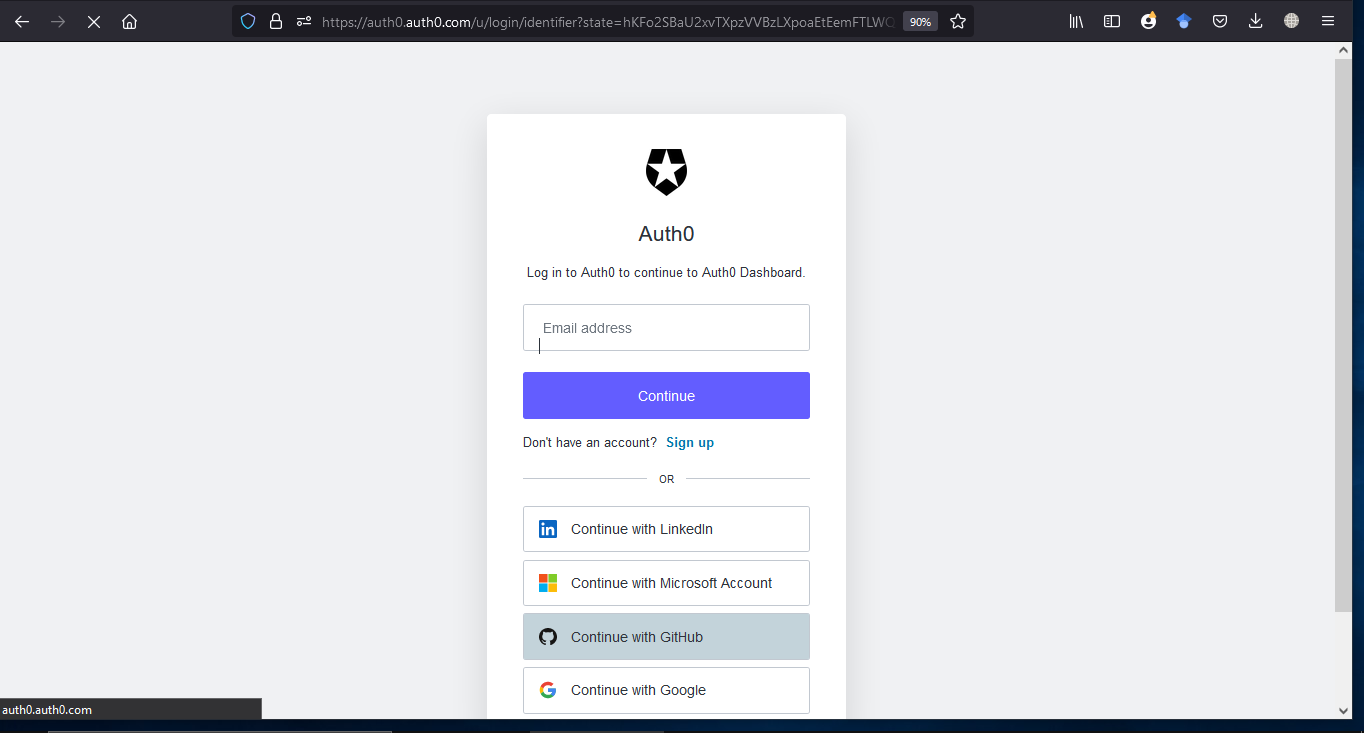 https://auth0.auth0.com/u/login/identifier?state=hKFo2SBaU2xvTXpzVVBzLXpoaEtEemFTLWQ
90%
Auth0
Log in to Auth0 to continue to Auth0 Dashboard.
Email address
Continue
Don't have an account? Sign up
OR
Continue with LinkedIn
Continue with Microsoft Account
Continue with GitHub
Continue with Google
auth0.auth0.com